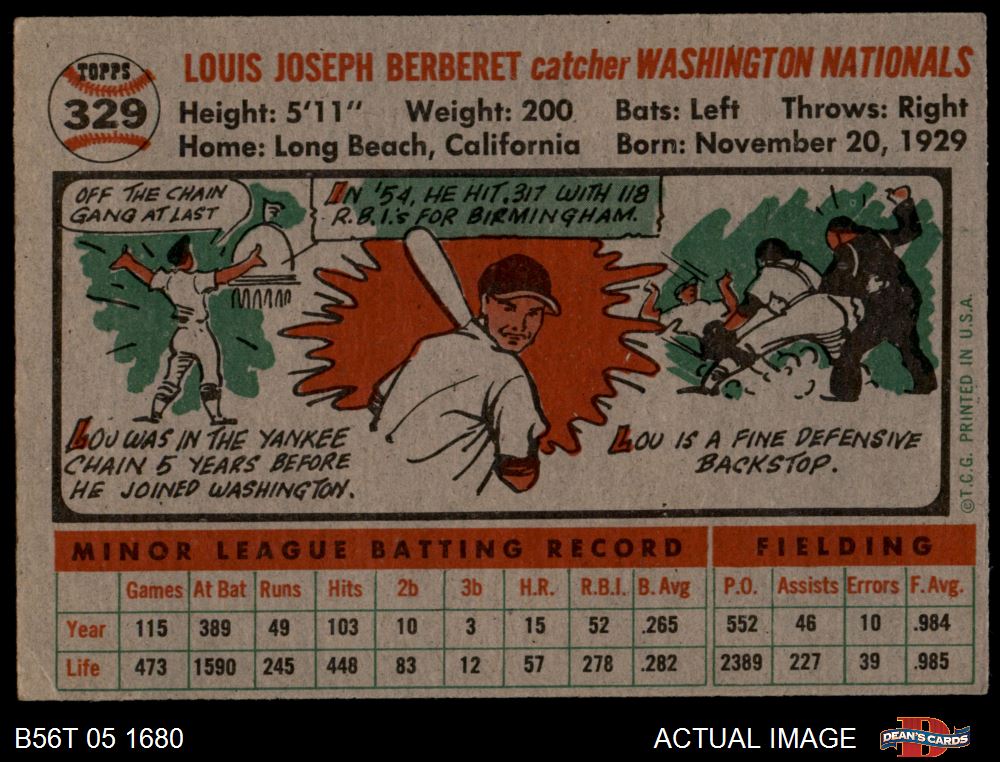 TOPPS
329
LOUIS JOSEPH BERBERET catcher WASHINGTON NATIONALS
Height: 5'11" Weight: 200 Bats: Left Throws: Right
Home: Long Beach, California Born: November 20, 1929
OFF THE CHAIN
GANG AT LAST
IN '54, HE HIT .317 WITH 118
R.B.I.'s FOR BIRMINGHAM.
LOU WAS IN THE YANKEE
CHAIN 5 YEARS BEFORE
HE JOINED WASHINGTON.
LOU IS A FINE DEFENSIVE
BACKSTOP.
©T.C.G. PRINTED IN U.S.A.
MINOR LEAGUE BATTING RECORD FIELDING
Games At Bat Runs Hits 2b 3b H.R. R.B.I. B. Avg P.O. Assists Errors F. Avg.
Year 115 389 49 103 10 3 15 52 .265 552 46 10 .984
Life 473 1590 245 448 83 12 57 278 .282 2389 227 39 .985
B56T 05 1680 ACTUAL IMAGE D DEAN'S CARDS